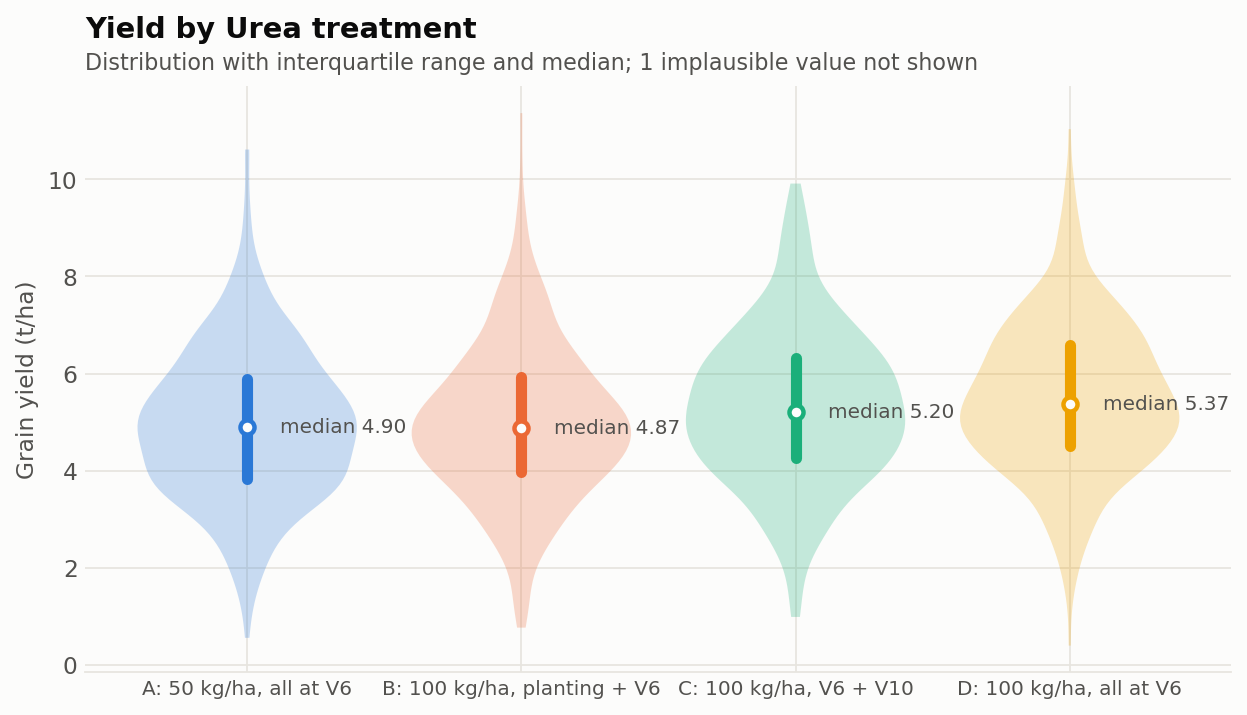 Yield by Urea treatment
Distribution with interquartile range and median; 1 implausible value not shown
Grain yield (t/ha)
10
8
6
4
2
0
median 4.90
median 4.87
median 5.20
median 5.37
A: 50 kg/ha, all at V6
B: 100 kg/ha, planting + V6
C: 100 kg/ha, V6 + V10
D: 100 kg/ha, all at V6